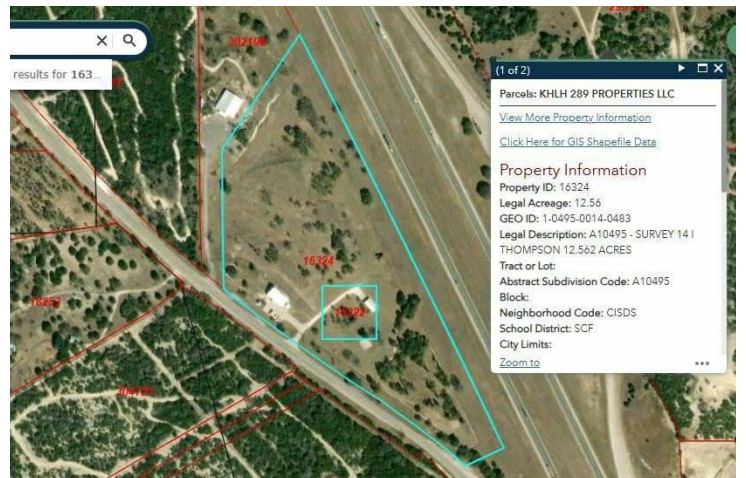 results for 163...
302196
(1 of 2)
Parcels: KHLH 289 PROPERTIES LLC
View More Property Information
Click Here for GIS Shapefile Data
Property Information
Property ID: 16324
Legal Acreage: 12.56
GEO ID: 1-0495-0014-0483
Legal Description: A10495 - SURVEY 14 I
THOMPSON 12.562 ACRES
Tract or Lot:
Abstract Subdivision Code: A10495
Block:
Neighborhood Code: CISDS
School District: SCF
City Limits:
Zoom to
16324
16322